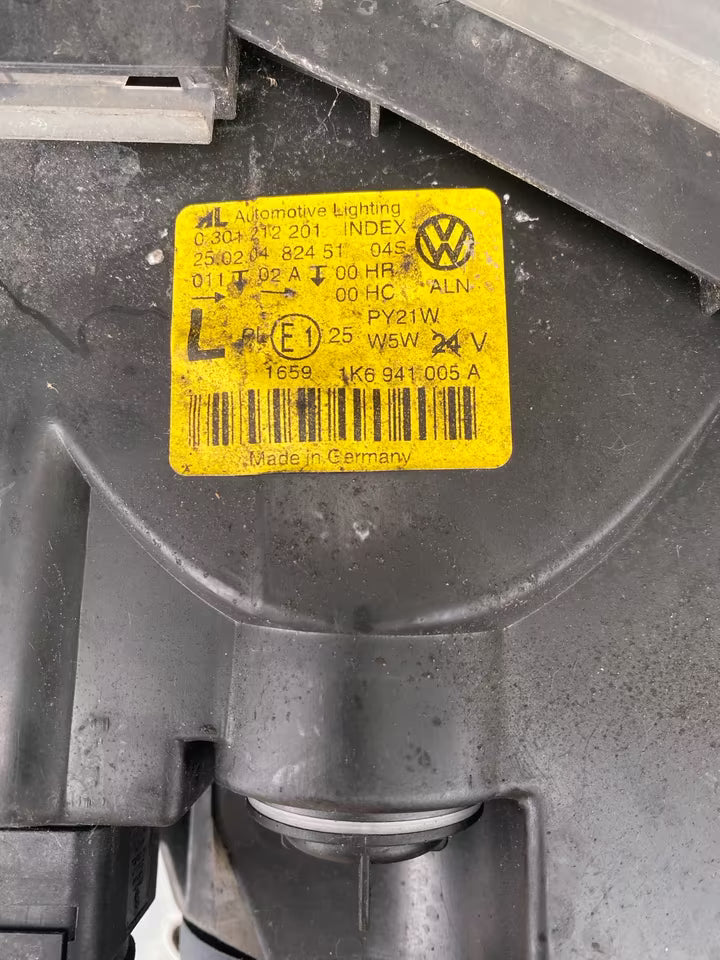 AL Automotive Lighting
0 301 212 201 INDEX
25.02.04 824 51 04S
011 02 A 00 HR
00 HC ALN
L E1 25 PY21W
W5W 24 V
1659 1K6 941 005 A
Made in Germany